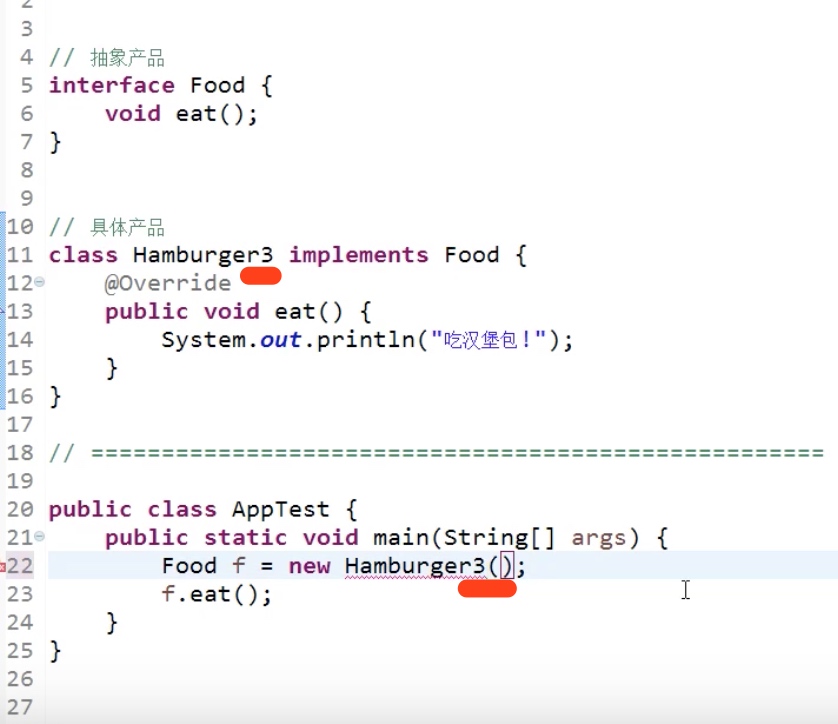 2
3
4 // 抽象产品
5 interface Food {
6 void eat();
7 }
8
9
10 // 具体产品
11 class Hamburger3 implements Food {
12 @Override
13 public void eat() {
14 System.out.println("吃汉堡包！");
15 }
16 }
17
18 // ====================================================
19
20 public class AppTest {
21 public static void main(String[] args) {
22 Food f = new Hamburger3();
23 f.eat();
24 }
25 }
26
27